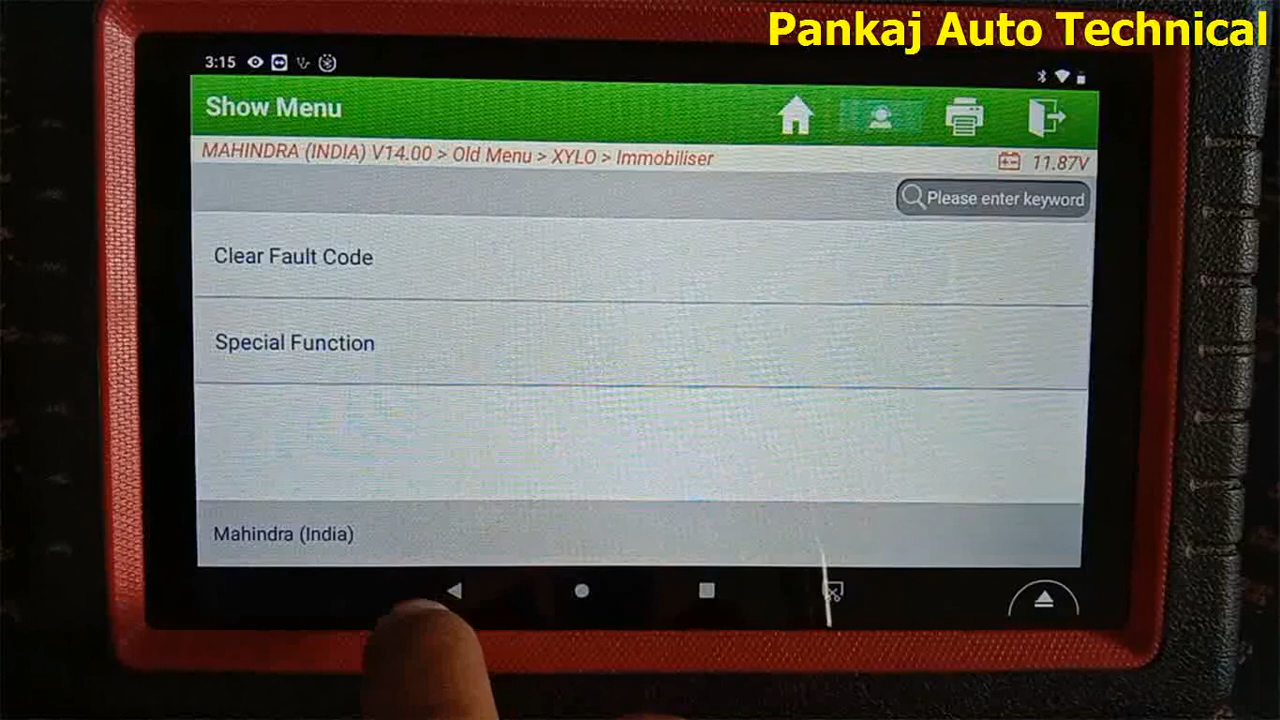 Pankaj Auto Technical
3:15
Show Menu
MAHINDRA (INDIA) V14.00 > Old Menu > XYLO > Immobiliser
11.87V
Please enter keyword
Clear Fault Code
Special Function
Mahindra (India)